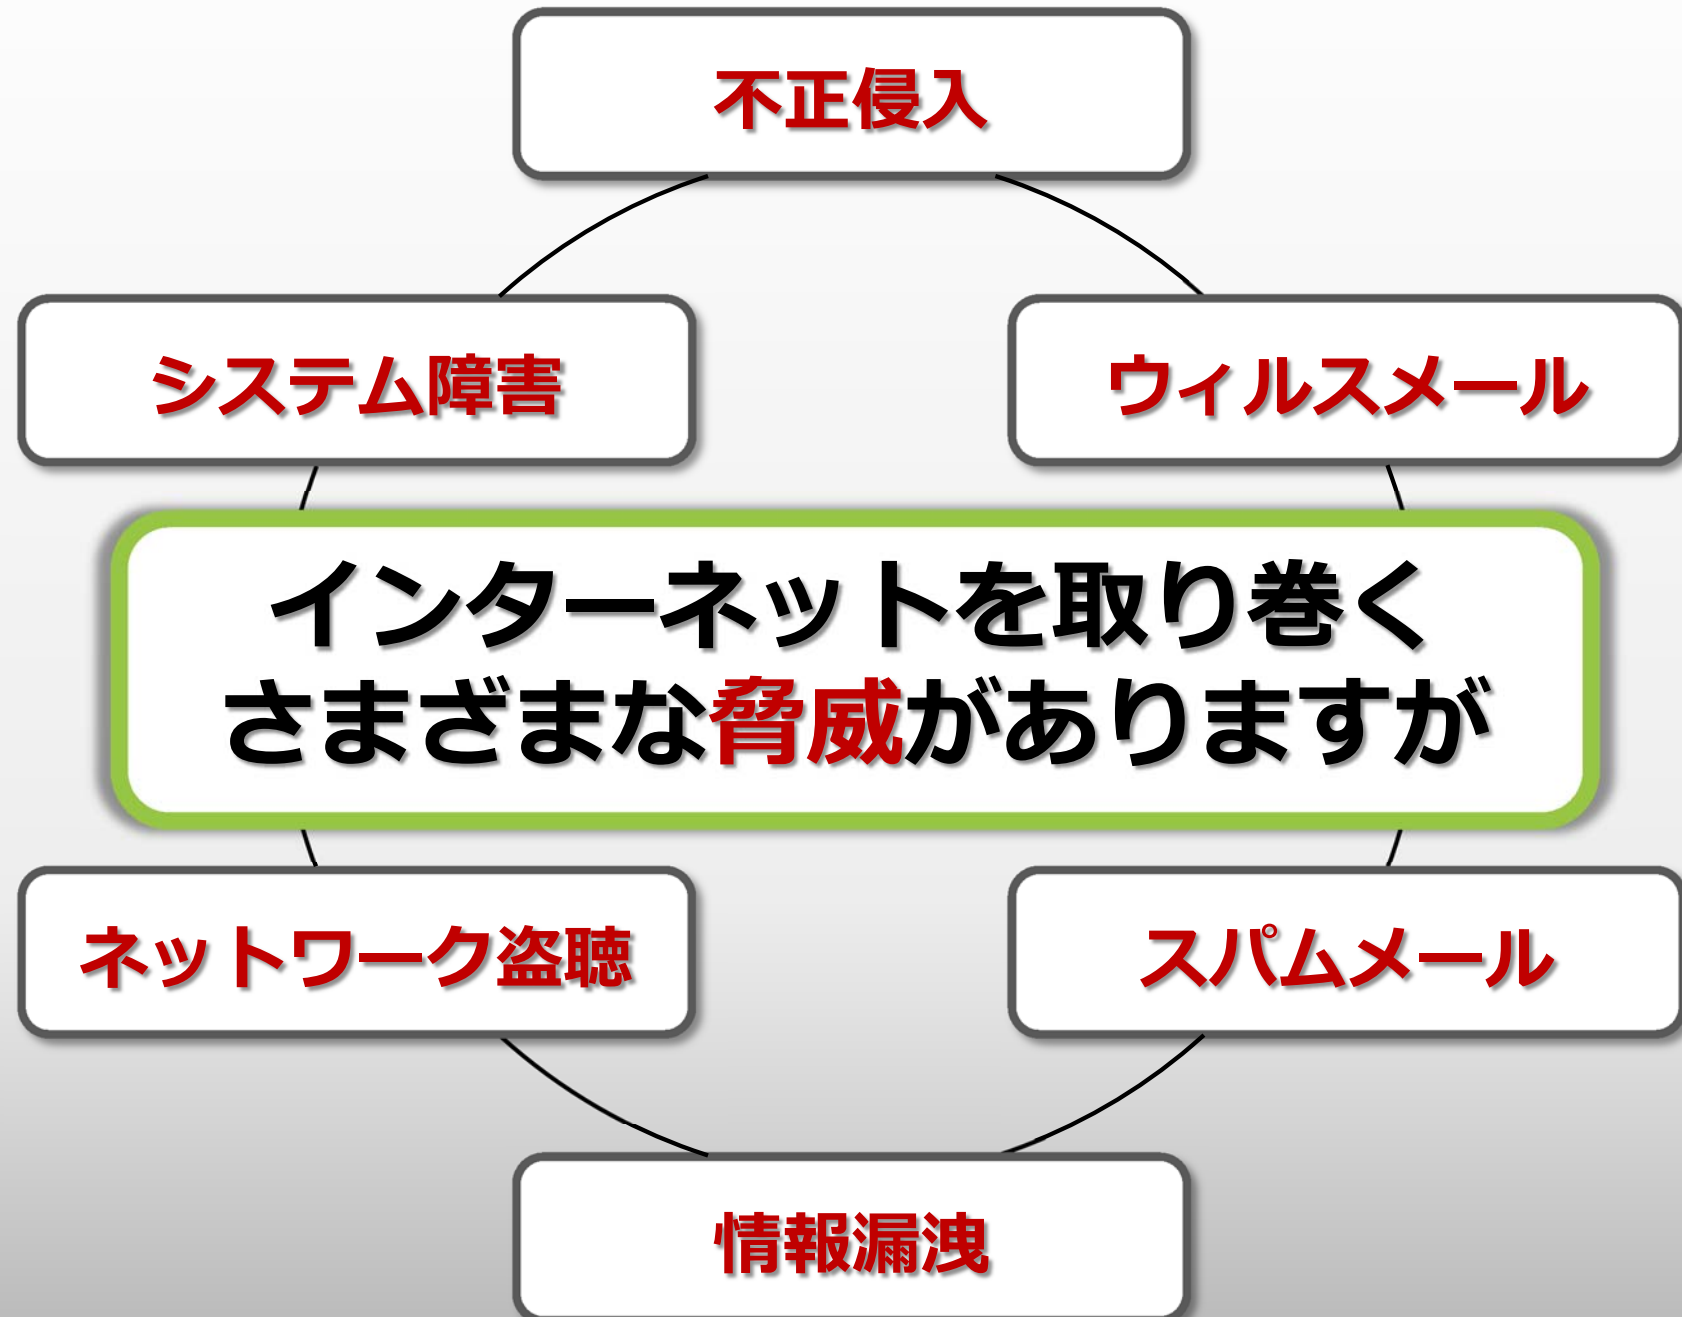 不正侵入
システム障害
ウィルスメール
インターネットを取り巻く
さまざまな脅威がありますが
ネットワーク盗聴
スパムメール
情報漏洩